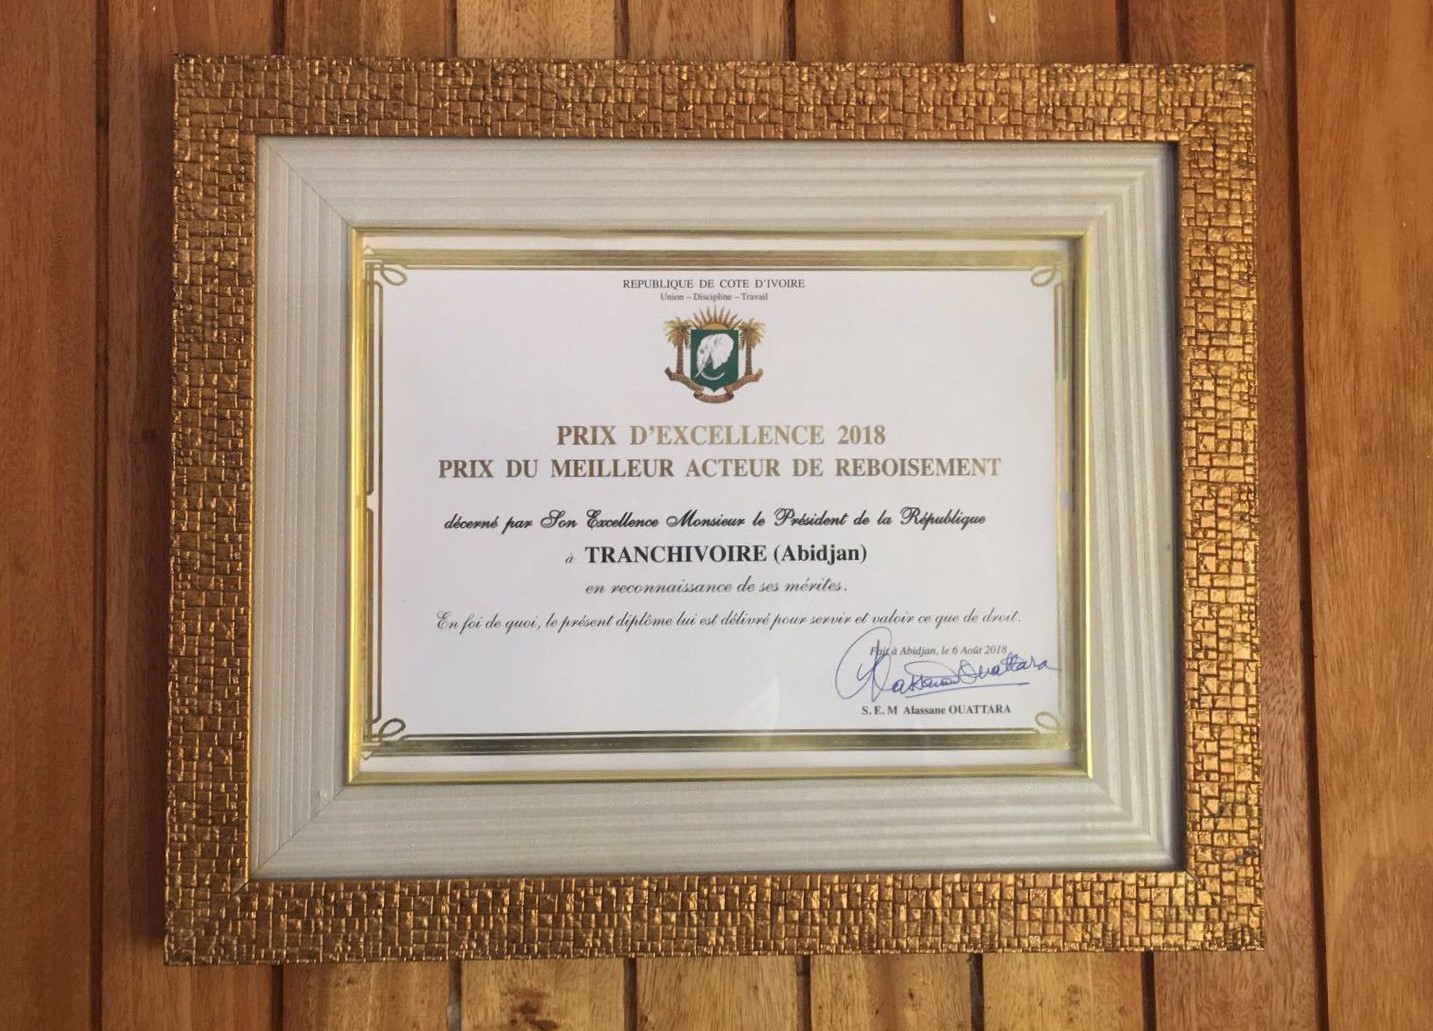 REPUBLIQUE DE COTE D'IVOIRE
Union – Discipline – Travail
PRIX D'EXCELLENCE 2018
PRIX DU MEILLEUR ACTEUR DE REBOISEMENT
décerné par Son Excellence Monsieur le Président de la République
à TRANCHIVOIRE (Abidjan)
en reconnaissance de ses mérites.
En foi de quoi, le présent diplôme lui est délivré pour servir et valoir ce que de droit.
Fait à Abidjan, le 6 Août 2018
Alassane Ouattara
S. E. M Alassane OUATTARA